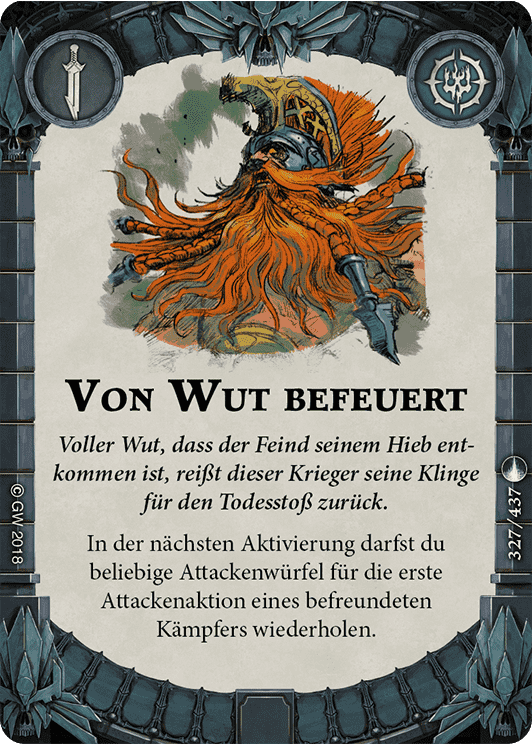 Von Wut befeuert
Voller Wut, dass der Feind seinem Hieb ent-
kommen ist, reißt dieser Krieger seine Klinge
für den Todesstoß zurück.
In der nächsten Aktivierung darfst du
beliebige Attackenwürfel für die erste
Attackenaktion eines befreundeten
Kämpfers wiederholen.
© GW 2018
327/437